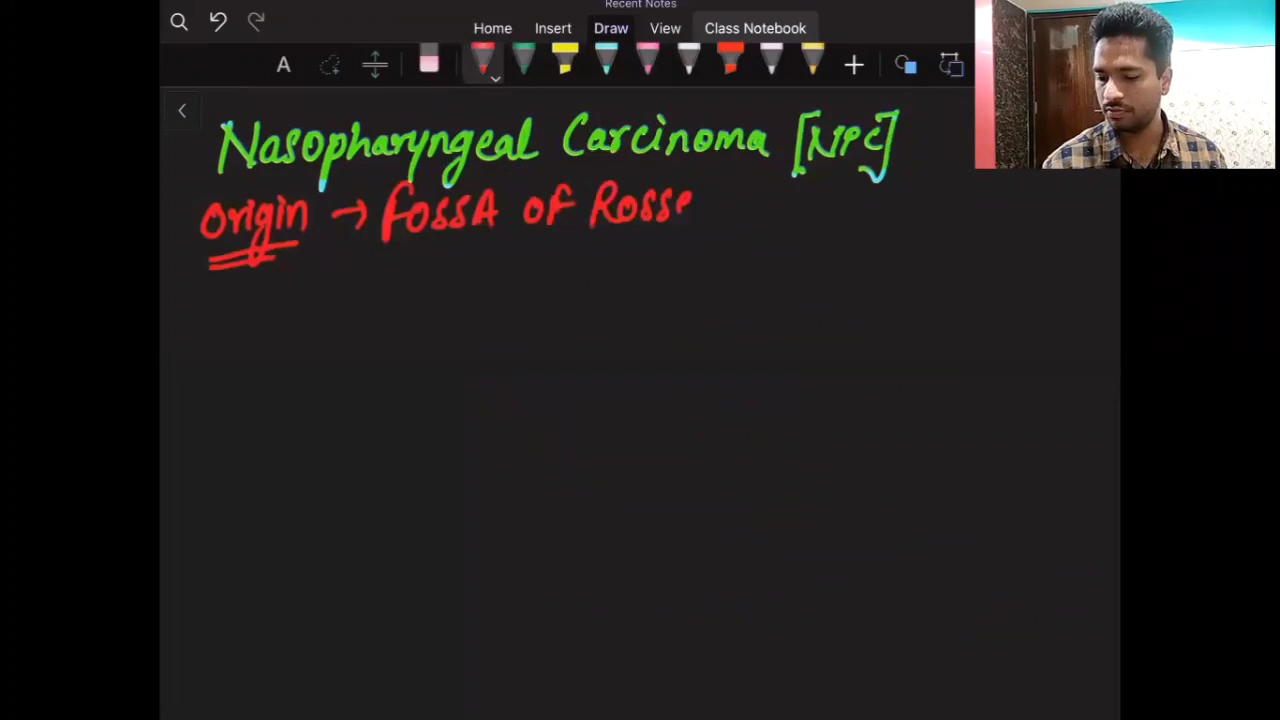 Recent Notes
Home Insert Draw View Class Notebook
A
Nasopharyngeal Carcinoma [NPC]
Origin → FossA of Rosse